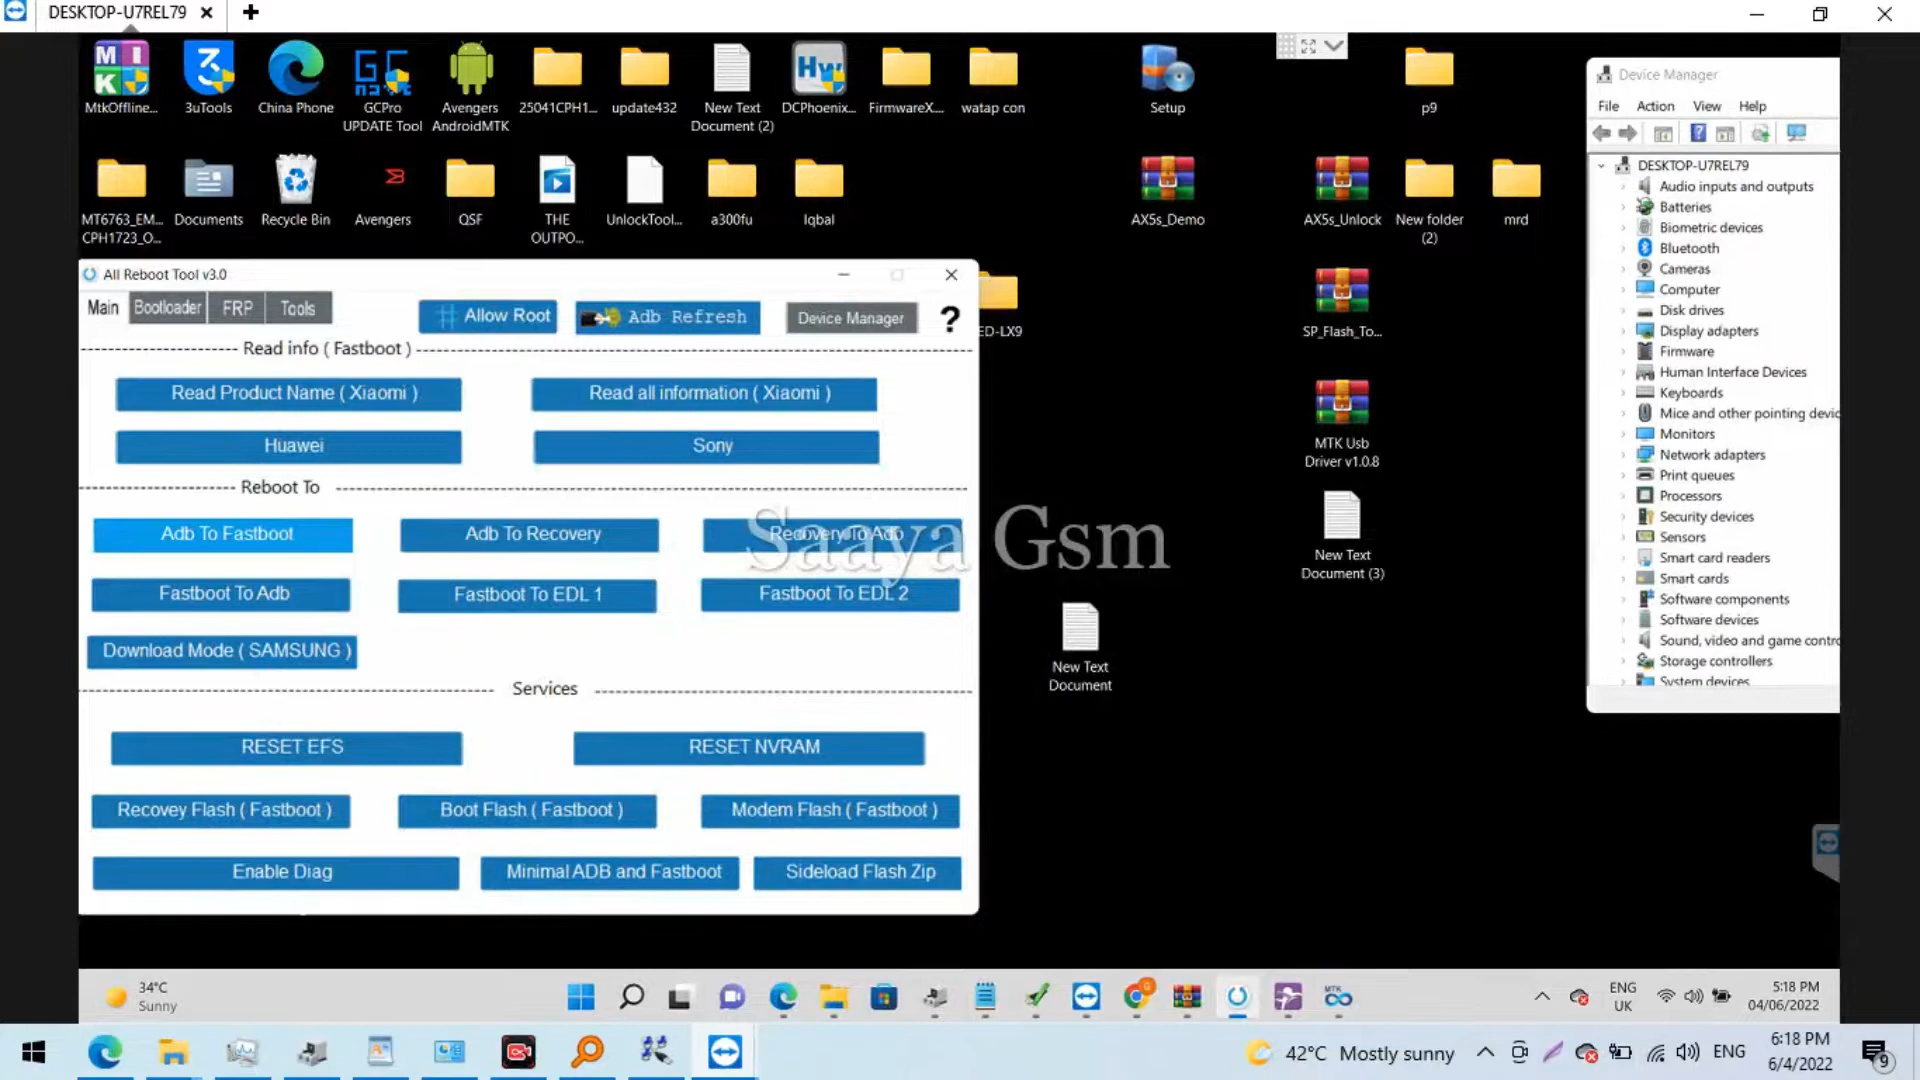 DESKTOP-U7REL79
MtkOffline...
3uTools
China Phone
GCPro
UPDATE Tool
Avengers
AndroidMTK
25041CPH1...
update432
New Text
Document (2)
DCPhoenix...
FirmwareX...
watap con
Setup
p9
MT6763_EM...
CPH1723_O...
Documents
Recycle Bin
Avengers
QSF
THE
OUTPO...
UnlockTool...
a300fu
Iqbal
AX5s_Demo
AX5s_Unlock
New folder
(2)
mrd
ED-LX9
SP_Flash_To...
MTK Usb
Driver v1.0.8
New Text
Document (3)
New Text
Document
All Reboot Tool v3.0
Main Bootloader FRP Tools
Allow Root
Adb Refresh
Device Manager
?
Read info ( Fastboot )
Read Product Name ( Xiaomi )
Read all information ( Xiaomi )
Huawei
Sony
Reboot To
Adb To Fastboot
Adb To Recovery
Recovery To Adb
Fastboot To Adb
Fastboot To EDL 1
Fastboot To EDL 2
Download Mode ( SAMSUNG )
Services
RESET EFS
RESET NVRAM
Recovey Flash ( Fastboot )
Boot Flash ( Fastboot )
Modem Flash ( Fastboot )
Enable Diag
Minimal ADB and Fastboot
Sideload Flash Zip
Saaya Gsm
Device Manager
File Action View Help
DESKTOP-U7REL79
Audio inputs and outputs
Batteries
Biometric devices
Bluetooth
Cameras
Computer
Disk drives
Display adapters
Firmware
Human Interface Devices
Keyboards
Mice and other pointing devic
Monitors
Network adapters
Print queues
Processors
Security devices
Sensors
Smart card readers
Smart cards
Software components
Software devices
Sound, video and game contro
Storage controllers
System devices
34°C
Sunny
ENG
UK
5:18 PM
04/06/2022
42°C Mostly sunny
ENG
6:18 PM
6/4/2022
9